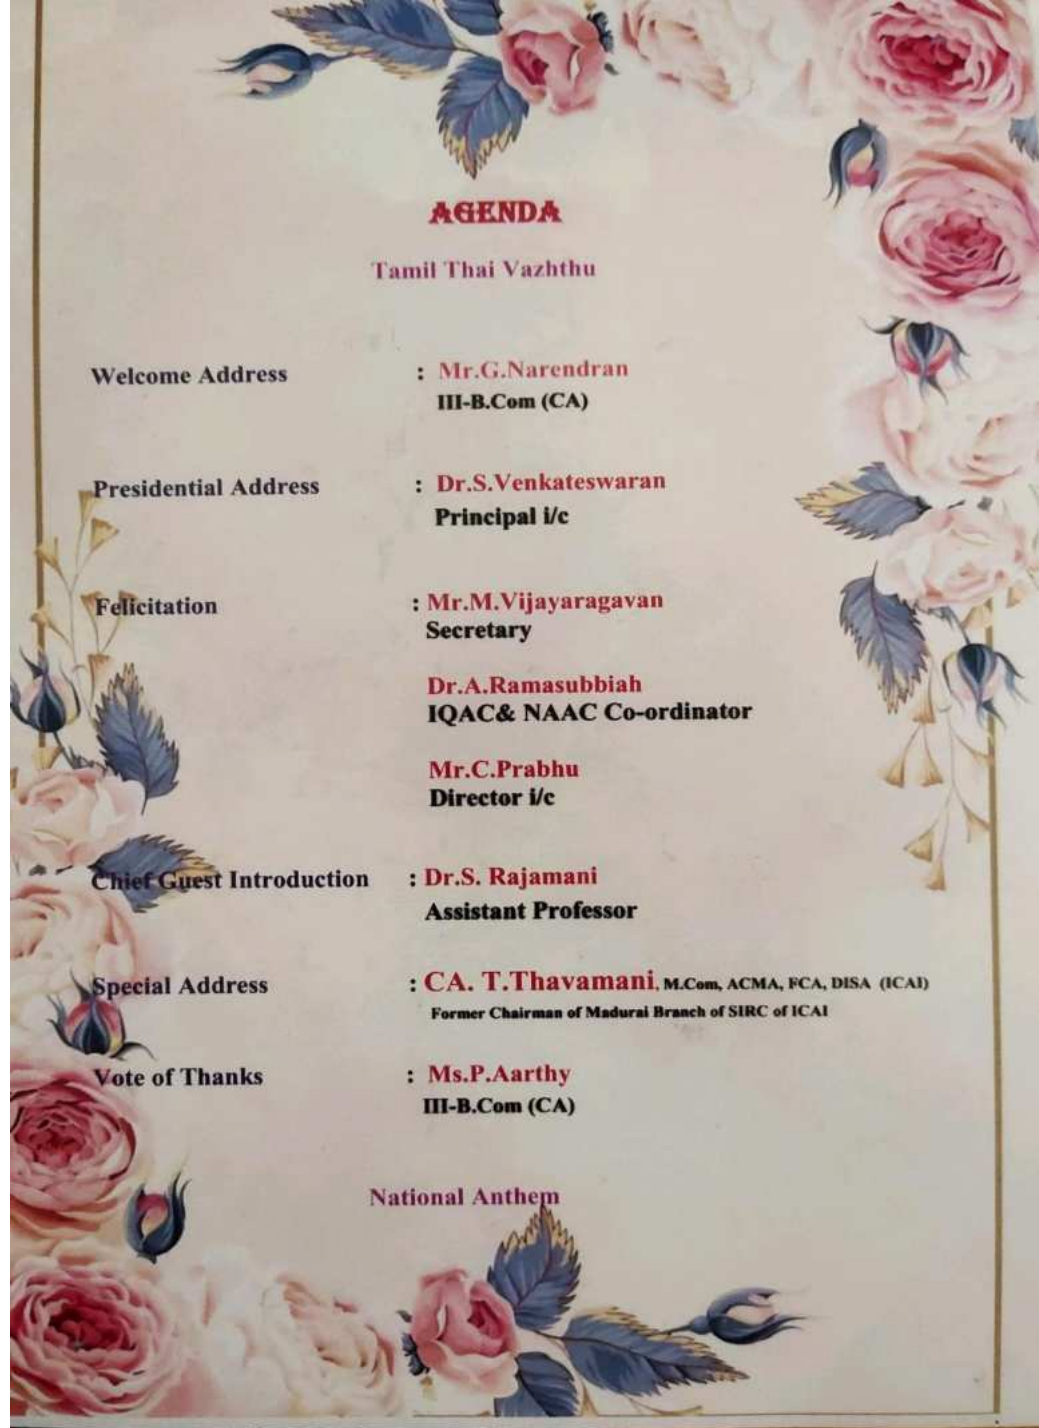 AGENDA
Tamil Thai Vazhthu
Welcome Address : Mr.G.Narendran
III-B.Com (CA)
Presidential Address : Dr.S.Venkateswaran
Principal i/c
Felicitation : Mr.M.Vijayaragavan
Secretary
Dr.A.Ramasubbiah
IQAC& NAAC Co-ordinator
Mr.C.Prabhu
Director i/c
Chief Guest Introduction : Dr.S. Rajamani
Assistant Professor
Special Address : CA. T.Thavamani, M.Com, ACMA, FCA, DISA (ICAI)
Former Chairman of Madurai Branch of SIRC of ICAI
Vote of Thanks : Ms.P.Aarthy
III-B.Com (CA)
National Anthem